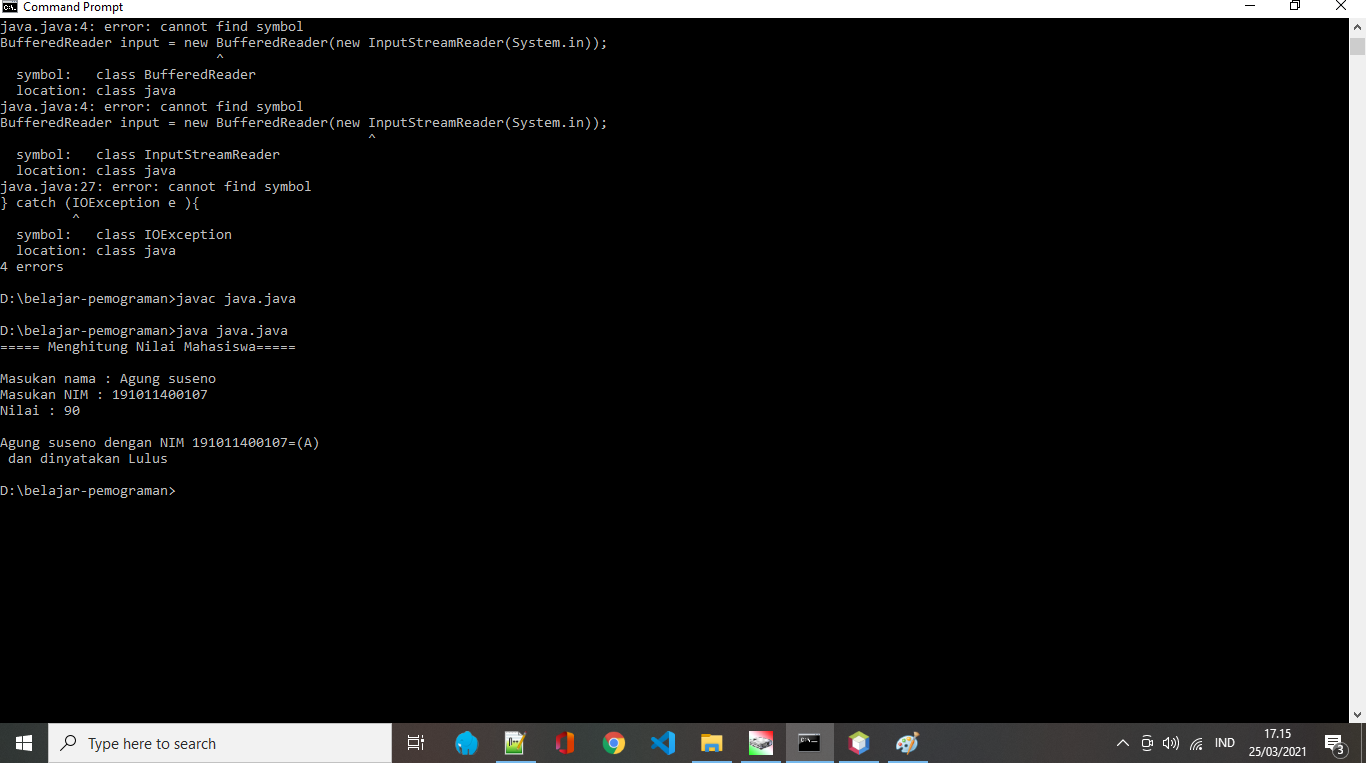 Command Prompt
java.java:4: error: cannot find symbol
BufferedReader input = new BufferedReader(new InputStreamReader(System.in));
^
symbol:   class BufferedReader
location: class java
java.java:4: error: cannot find symbol
BufferedReader input = new BufferedReader(new InputStreamReader(System.in));
^
symbol:   class InputStreamReader
location: class java
java.java:27: error: cannot find symbol
} catch (IOException e ){
^
symbol:   class IOException
location: class java
4 errors
D:\belajar-pemograman>javac java.java
D:\belajar-pemograman>java java.java
===== Menghitung Nilai Mahasiswa=====
Masukan nama : Agung suseno
Masukan NIM : 191011400107
Nilai : 90
Agung suseno dengan NIM 191011400107=(A)
dan dinyatakan Lulus
D:\belajar-pemograman>
Type here to search
IND
17.15
25/03/2021
3